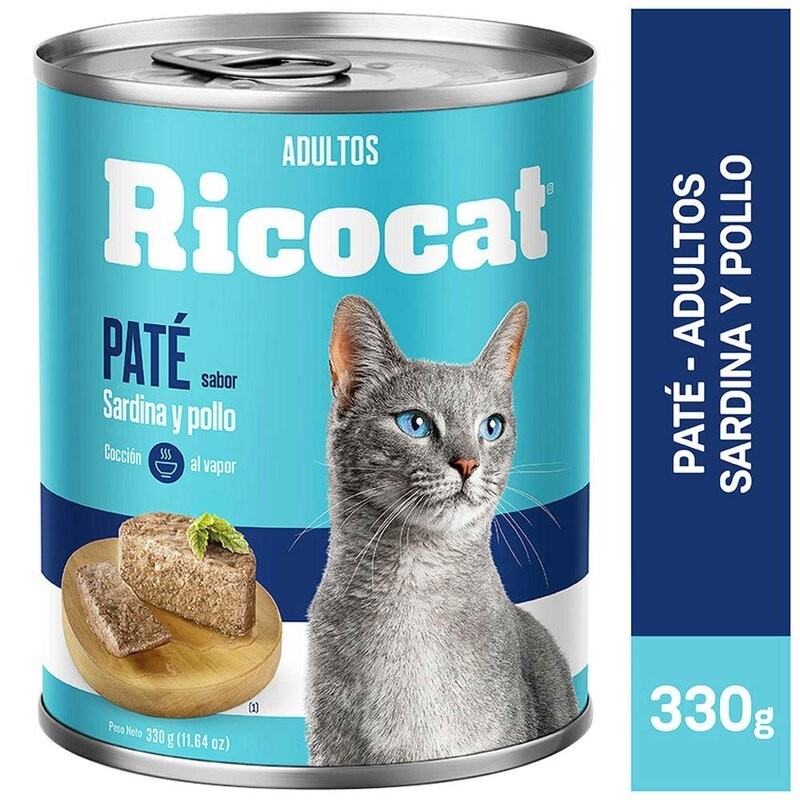 ADULTOS
Ricocat
PATÉ sabor
Sardina y pollo
Cocción al vapor
(1)
Peso Neto 330 g (11.64 oz)
PATÉ - ADULTOS
SARDINA Y POLLO
330g